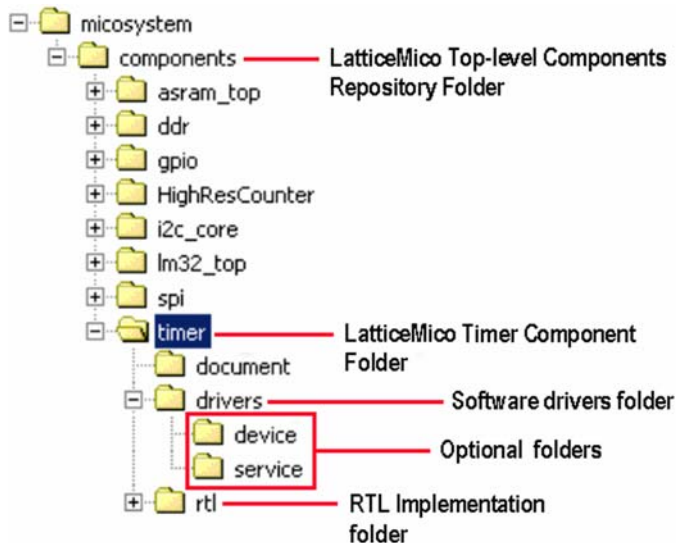 micosystem
components
LatticeMico Top-level Components
Repository Folder
asram_top
ddr
gpio
HighResCounter
i2c_core
lm32_top
spi
timer
LatticeMico Timer Component
Folder
document
drivers
Software drivers folder
device
Optional folders
service
rtl
RTL Implementation
folder